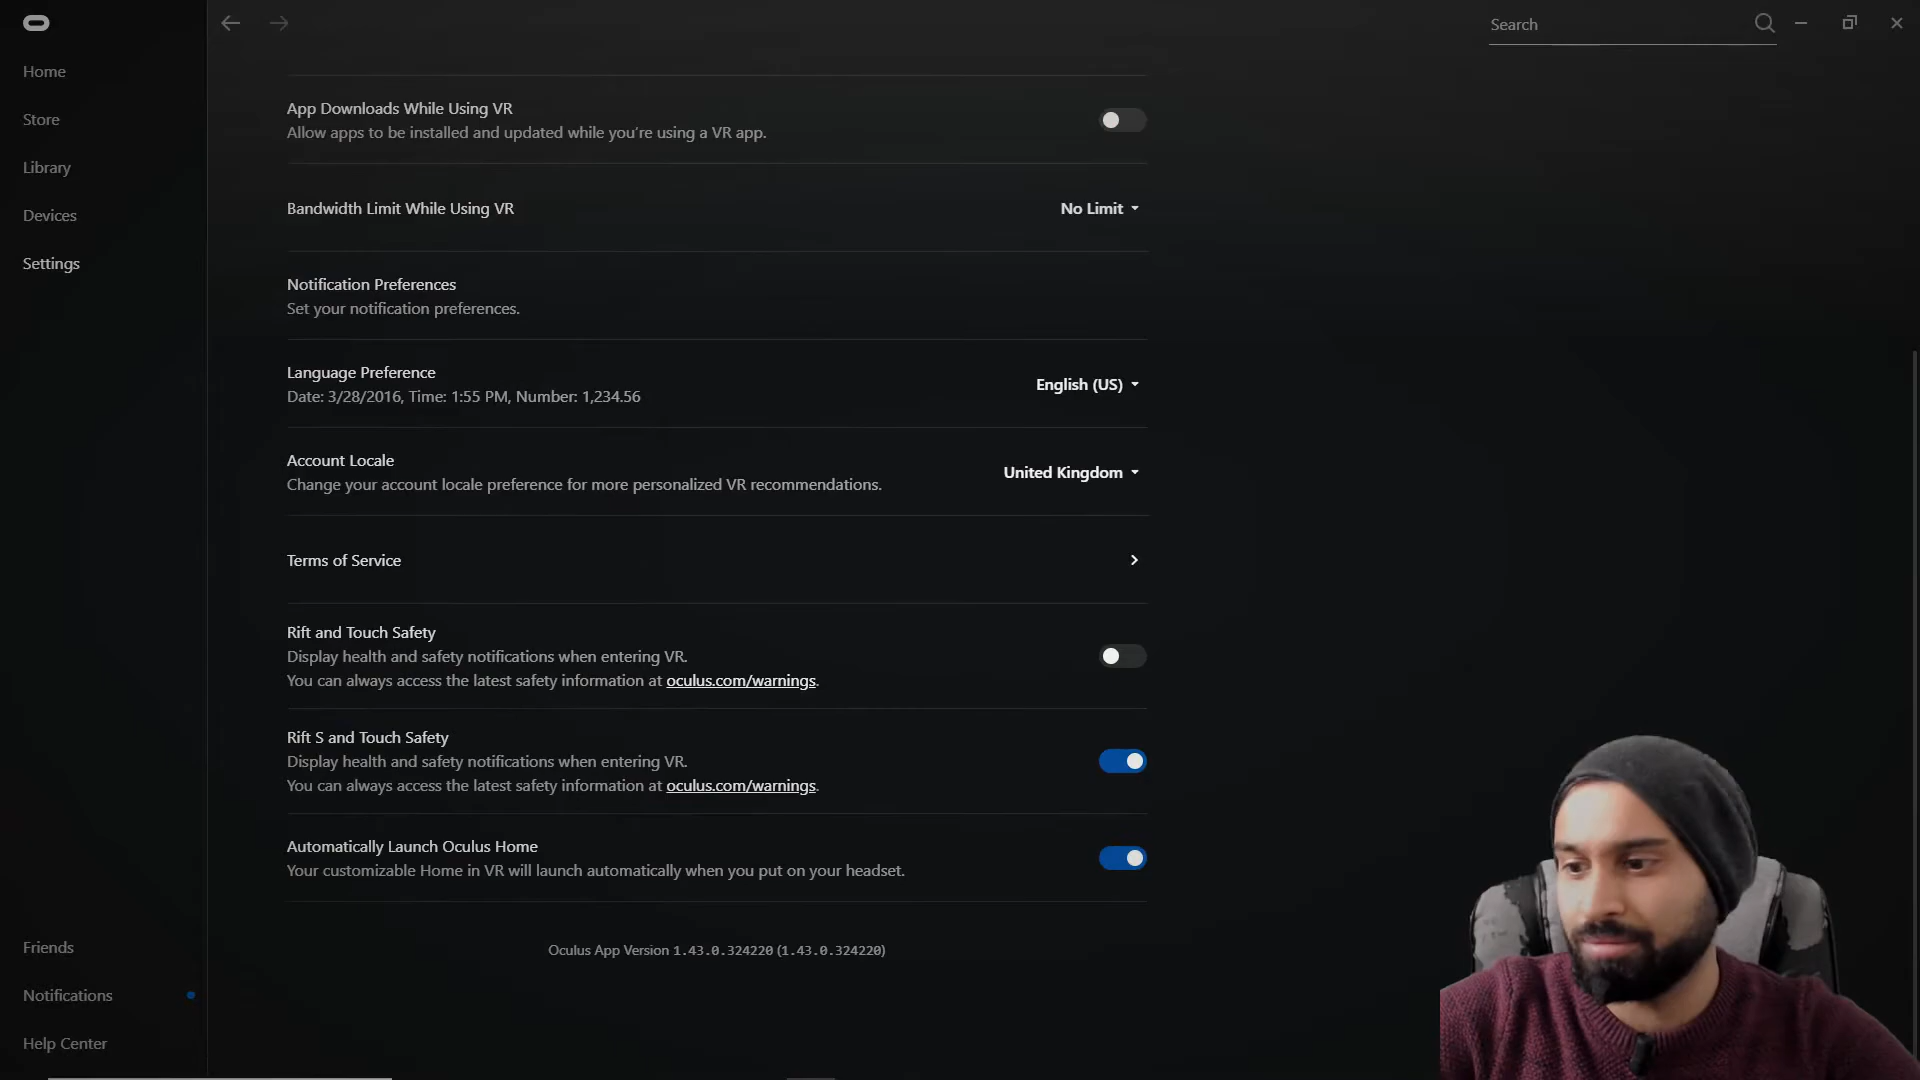 Search
Home
Store
Library
Devices
Settings
App Downloads While Using VR
Allow apps to be installed and updated while you're using a VR app.
Bandwidth Limit While Using VR
No Limit
Notification Preferences
Set your notification preferences.
Language Preference
Date: 3/28/2016, Time: 1:55 PM, Number: 1,234.56
English (US)
Account Locale
Change your account locale preference for more personalized VR recommendations.
United Kingdom
Terms of Service
Rift and Touch Safety
Display health and safety notifications when entering VR.
You can always access the latest safety information at oculus.com/warnings.
Rift S and Touch Safety
Display health and safety notifications when entering VR.
You can always access the latest safety information at oculus.com/warnings.
Automatically Launch Oculus Home
Your customizable Home in VR will launch automatically when you put on your headset.
Oculus App Version 1.43.0.324220 (1.43.0.324220)
Friends
Notifications
Help Center